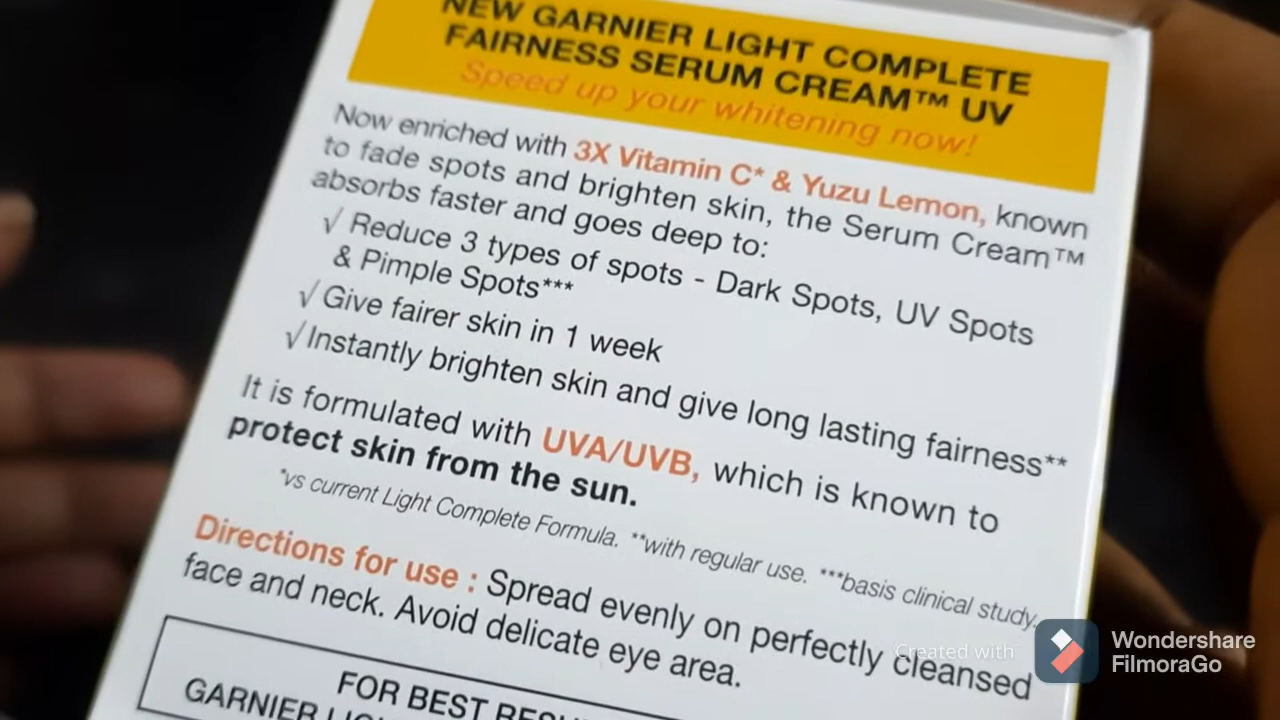 NEW GARNIER LIGHT COMPLETE
FAIRNESS SERUM CREAM™ UV
Speed up your whitening now!
Now enriched with 3X Vitamin C* & Yuzu Lemon, known
to fade spots and brighten skin, the Serum Cream™
absorbs faster and goes deep to:
√ Reduce 3 types of spots - Dark Spots, UV Spots
& Pimple Spots***
√ Give fairer skin in 1 week
√ Instantly brighten skin and give long lasting fairness**
It is formulated with UVA/UVB, which is known to
protect skin from the sun.
*vs current Light Complete Formula. **with regular use. ***basis clinical study.
Directions for use : Spread evenly on perfectly cleansed
face and neck. Avoid delicate eye area.
FOR BEST
GARNIER
Created with
Wondershare
FilmoraGo